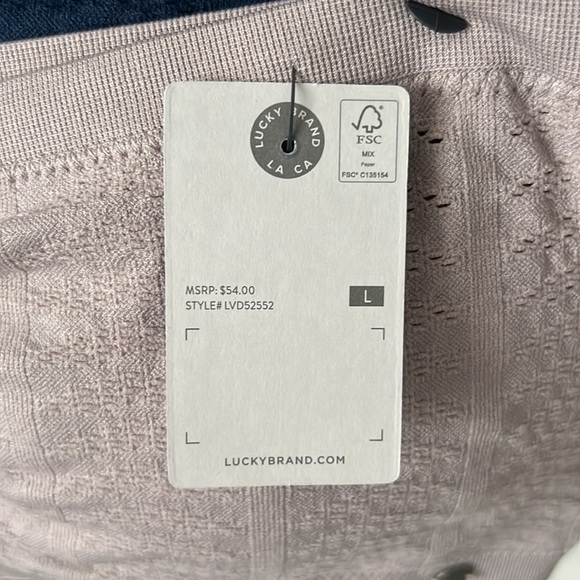 LUCKY BRAND
LA CA
FSC
MIX
Paper
FSC® C135154
MSRP: $54.00
STYLE# LVD52552
L
LUCKYBRAND.COM